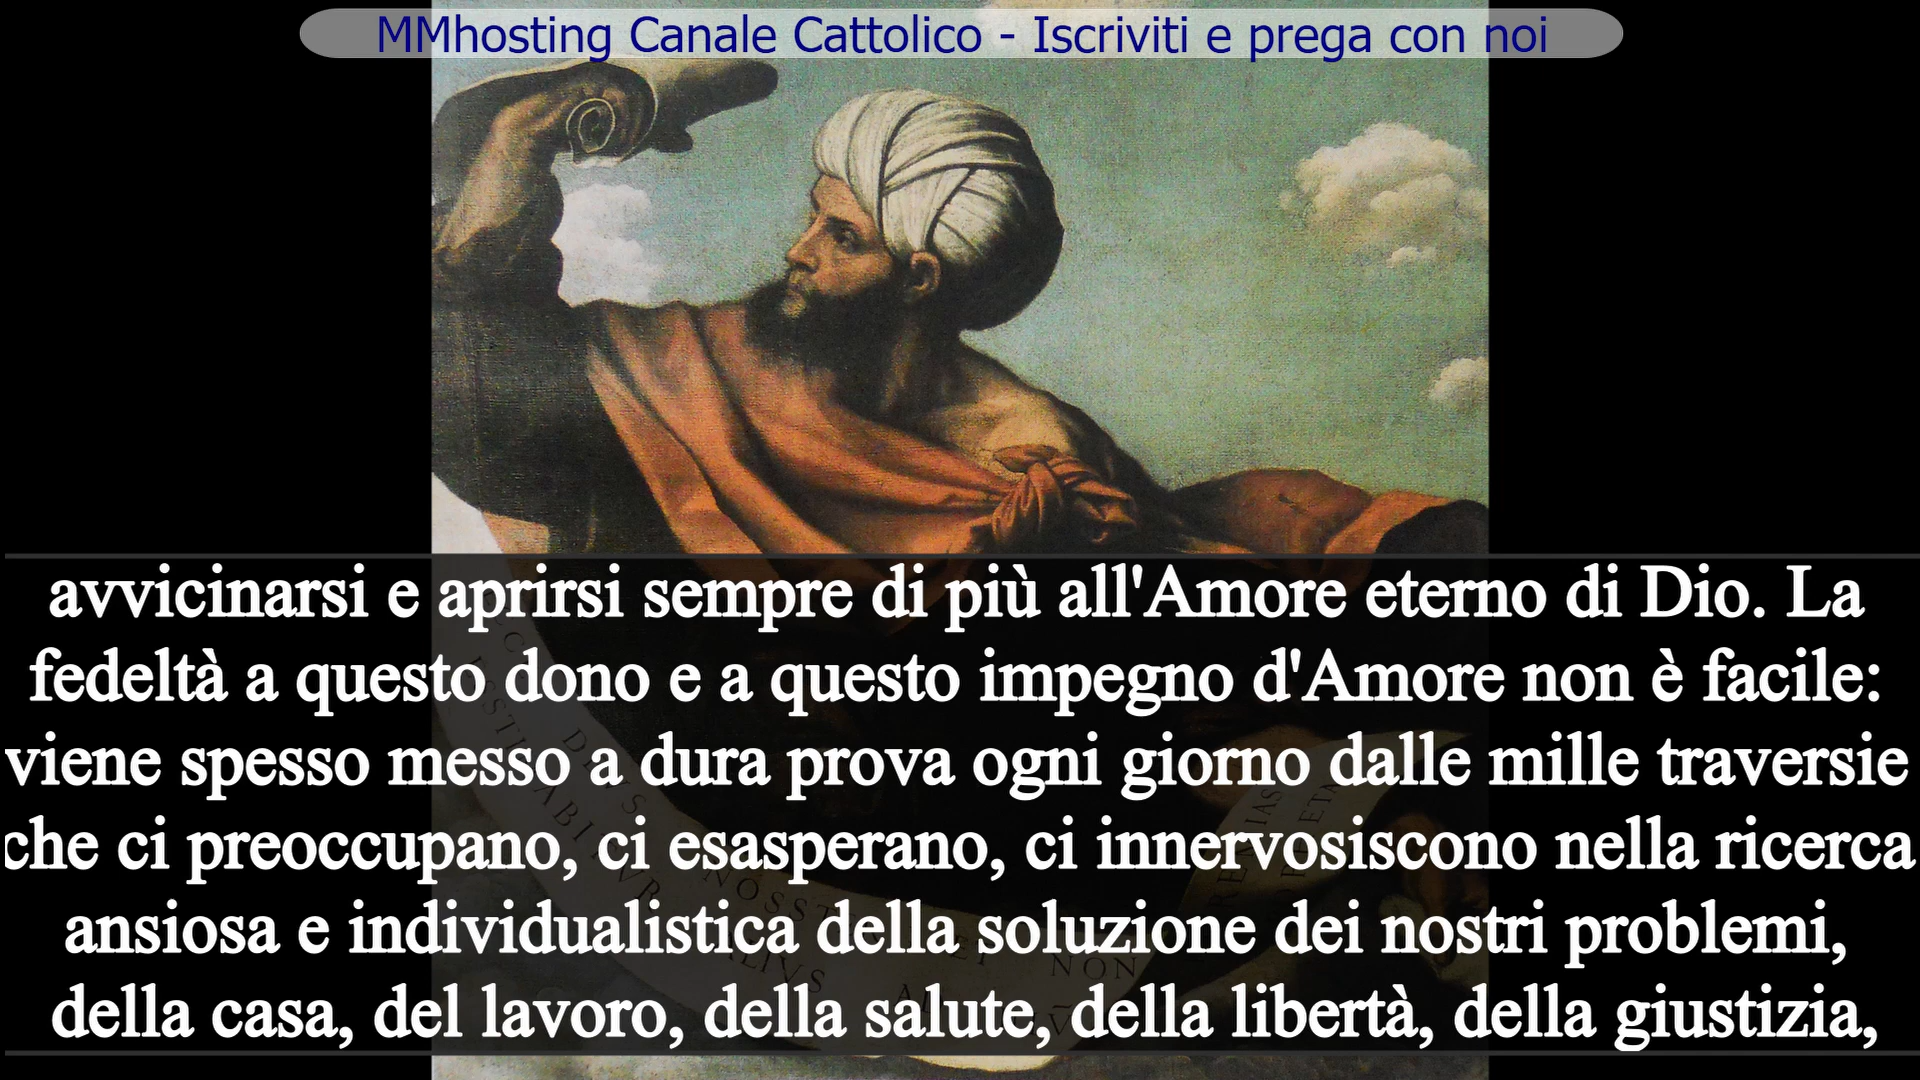 MMhosting Canale Cattolico - Iscriviti e prega con noi
avvicinarsi e aprirsi sempre di più all'Amore eterno di Dio. La
fedeltà a questo dono e a questo impegno d'Amore non è facile:
viene spesso messo a dura prova ogni giorno dalle mille traversie
che ci preoccupano, ci esasperano, ci innervosiscono nella ricerca
ansiosa e individualistica della soluzione dei nostri problemi,
della casa, del lavoro, della salute, della libertà, della giustizia,
NON